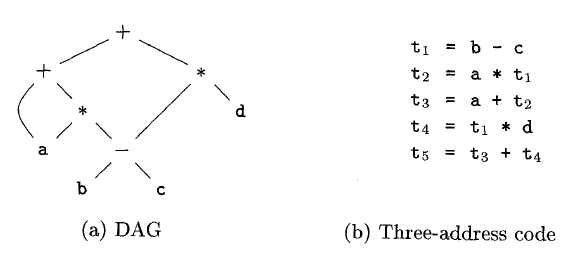 +
+ *
* d
a −
b c
(a) DAG
t₁ = b - c
t₂ = a * t₁
t₃ = a + t₂
t₄ = t₁ * d
t₅ = t₃ + t₄
(b) Three-address code